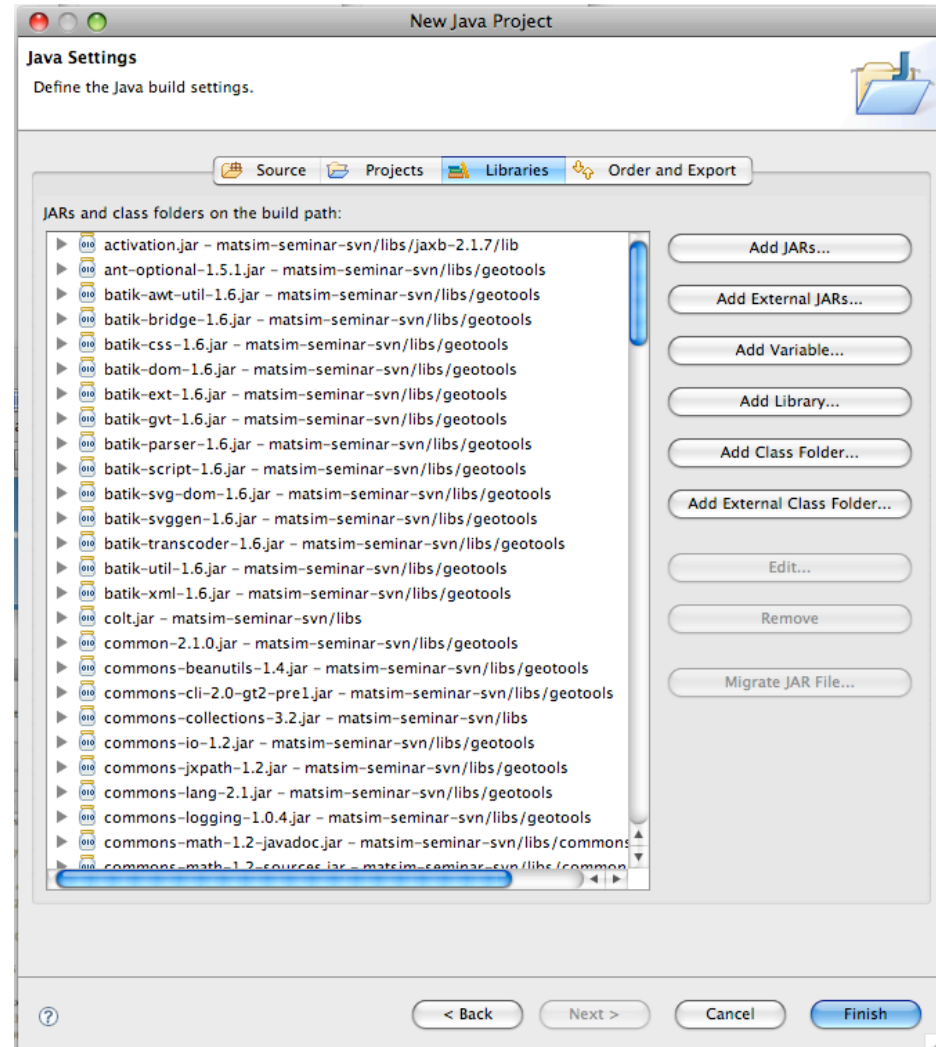 New Java Project
Java Settings
Define the Java build settings.
Source Projects Libraries Order and Export
JARs and class folders on the build path:
activation.jar – matsim-seminar-svn/libs/jaxb-2.1.7/lib
ant-optional-1.5.1.jar – matsim-seminar-svn/libs/geotools
batik-awt-util-1.6.jar – matsim-seminar-svn/libs/geotools
batik-bridge-1.6.jar – matsim-seminar-svn/libs/geotools
batik-css-1.6.jar – matsim-seminar-svn/libs/geotools
batik-dom-1.6.jar – matsim-seminar-svn/libs/geotools
batik-ext-1.6.jar – matsim-seminar-svn/libs/geotools
batik-gvt-1.6.jar – matsim-seminar-svn/libs/geotools
batik-parser-1.6.jar – matsim-seminar-svn/libs/geotools
batik-script-1.6.jar – matsim-seminar-svn/libs/geotools
batik-svg-dom-1.6.jar – matsim-seminar-svn/libs/geotools
batik-svggen-1.6.jar – matsim-seminar-svn/libs/geotools
batik-transcoder-1.6.jar – matsim-seminar-svn/libs/geotools
batik-util-1.6.jar – matsim-seminar-svn/libs/geotools
batik-xml-1.6.jar – matsim-seminar-svn/libs/geotools
colt.jar – matsim-seminar-svn/libs
common-2.1.0.jar – matsim-seminar-svn/libs/geotools
commons-beanutils-1.4.jar – matsim-seminar-svn/libs/geotools
commons-cli-2.0-gt2-pre1.jar – matsim-seminar-svn/libs/geotools
commons-collections-3.2.jar – matsim-seminar-svn/libs
commons-io-1.2.jar – matsim-seminar-svn/libs/geotools
commons-jxpath-1.2.jar – matsim-seminar-svn/libs/geotools
commons-lang-2.1.jar – matsim-seminar-svn/libs/geotools
commons-logging-1.0.4.jar – matsim-seminar-svn/libs/geotools
commons-math-1.2-javadoc.jar – matsim-seminar-svn/libs/commons
commons-math-1.2-sources.jar – matsim-seminar-svn/libs/common
Add JARs...
Add External JARs...
Add Variable...
Add Library...
Add Class Folder...
Add External Class Folder...
Edit...
Remove
Migrate JAR File...
? < Back Next > Cancel Finish